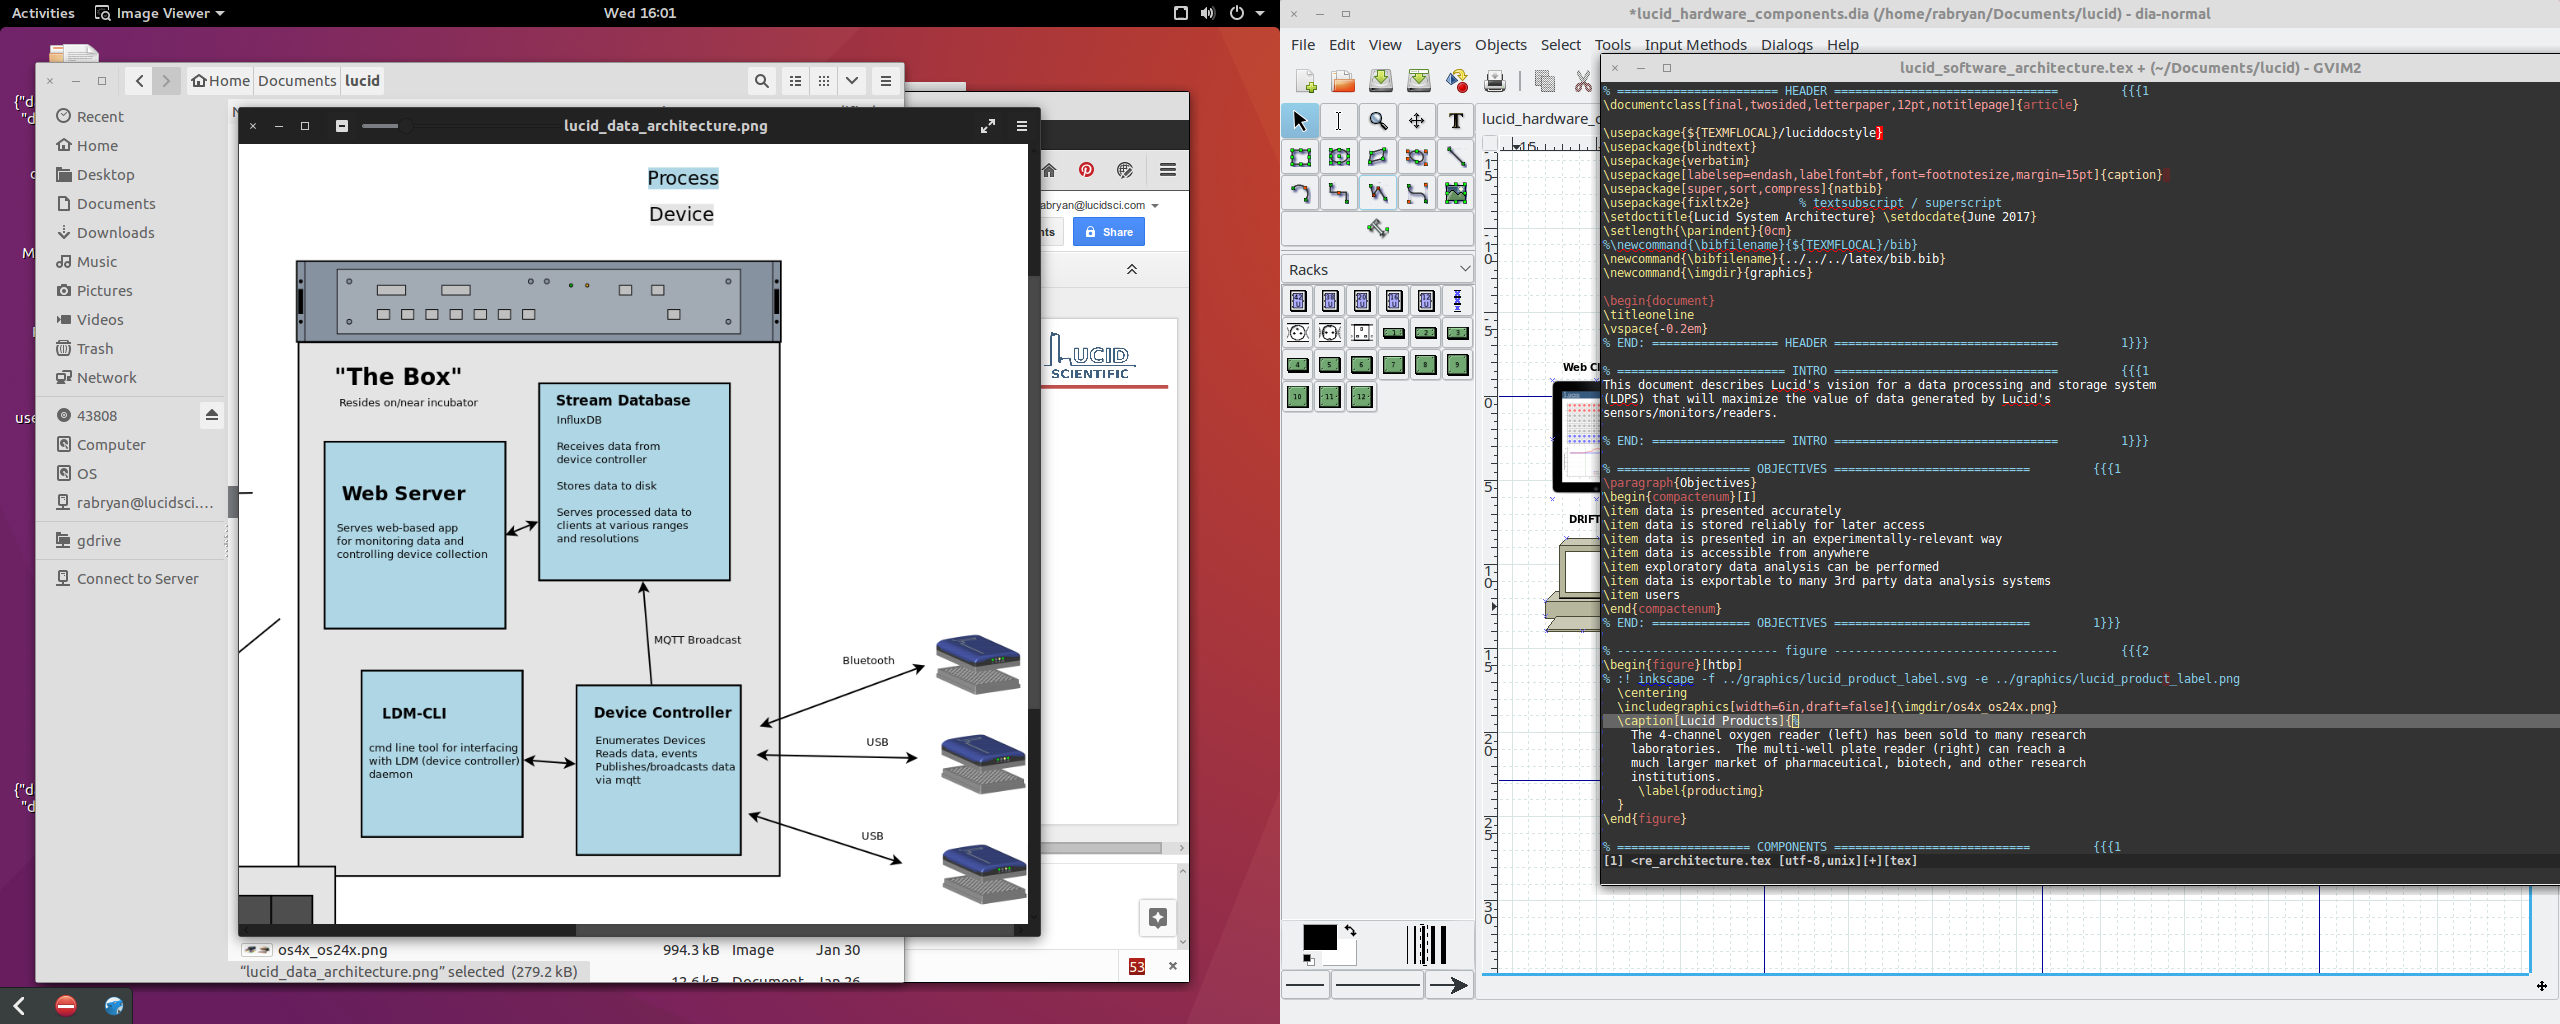 Activities
Image Viewer
Wed 16:01
Home
Documents
lucid
Recent
Home
Desktop
Documents
Downloads
Music
Pictures
Videos
Trash
Network
43808
Computer
OS
rabryan@lucidsci....
gdrive
Connect to Server
lucid_data_architecture.png
Process
Device
"The Box"
Resides on/near incubator
Stream Database
InfluxDB
Receives data from
device controller
Stores data to disk
Serves processed data to
clients at various ranges
and resolutions
Web Server
Serves web-based app
for monitoring data and
controlling device collection
MQTT Broadcast
LDM-CLI
cmd line tool for interfacing
with LDM (device controller)
daemon
Device Controller
Enumerates Devices
Reads data, events
Publishes/broadcasts data
via mqtt
Bluetooth
USB
USB
os4x_os24x.png 994.3 kB Image Jan 30
"lucid_data_architecture.png" selected (279.2 kB)
12.6 kB Document Jan 26
abryan@lucidsci.com
nts
Share
LUCID
SCIENTIFIC
53
*lucid_hardware_components.dia (/home/rabryan/Documents/lucid) - dia-normal
File Edit View Layers Objects Select Tools Input Methods Dialogs Help
lucid_hardware_c
Racks
Web Cl
DRIFT
lucid_software_architecture.tex + (~/Documents/lucid) - GVIM2
% ======================= HEADER ============================ {{{1
\documentclass[final,twosided,letterpaper,12pt,notitlepage]{article}
\usepackage{${TEXMFLOCAL}/luciddocstyle}
\usepackage{blindtext}
\usepackage{verbatim}
\usepackage[labelsep=endash,labelfont=bf,font=footnotesize,margin=15pt]{caption}
\usepackage[super,sort,compress]{natbib}
\usepackage{fixltx2e} % textsubscript / superscript
\setdoctitle{Lucid System Architecture} \setdocdate{June 2017}
\setlength{\parindent}{0cm}
%\newcommand{\bibfilename}{${TEXMFLOCAL}/bib}
\newcommand{\bibfilename}{../../../latex/bib.bib}
\newcommand{\imgdir}{graphics}
\begin{document}
\titleoneline
\vspace{-0.2em}
% END: ================== HEADER ================================ 1}}}
% =================== INTRO ================================ {{{1
This document describes Lucid's vision for a data processing and storage system
(LDPS) that will maximize the value of data generated by Lucid's
sensors/monitors/readers.
% END: =================== INTRO ================================ 1}}}
% =================== OBJECTIVES ============================ {{{1
\paragraph{Objectives}
\begin{compactenum}[I]
\item data is presented accurately
\item data is stored reliably for later access
\item data is presented in an experimentally-relevant way
\item data is accessible from anywhere
\item exploratory data analysis can be performed
\item data is exportable to many 3rd party data analysis systems
\item users
\end{compactenum}
% END: ============== OBJECTIVES ============================ 1}}}
% ----------------------- figure -------------------------------- {{{2
\begin{figure}[htbp]
% :! inkscape -f ../graphics/lucid_product_label.svg -e ../graphics/lucid_product_label.png
\centering
\includegraphics[width=6in,draft=false]{\imgdir/os4x_os24x.png}
\caption[Lucid Products]{%
The 4-channel oxygen reader (left) has been sold to many research
laboratories. The multi-well plate reader (right) can reach a
much larger market of pharmaceutical, biotech, and other research
institutions.
\label{productimg}
}
\end{figure}
% =================== COMPONENTS ============================ {{{1
[1] <re_architecture.tex [utf-8,unix][+][tex]